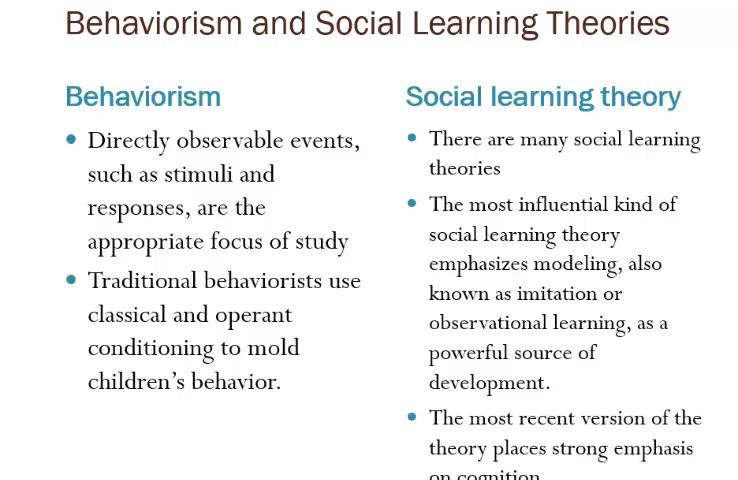 Behaviorism and Social Learning Theories
Behaviorism
• Directly observable events,
such as stimuli and
responses, are the
appropriate focus of study
• Traditional behaviorists use
classical and operant
conditioning to mold
children’s behavior.
Social learning theory
• There are many social learning
theories
• The most influential kind of
social learning theory
emphasizes modeling, also
known as imitation or
observational learning, as a
powerful source of
development.
• The most recent version of the
theory places strong emphasis
on cognition